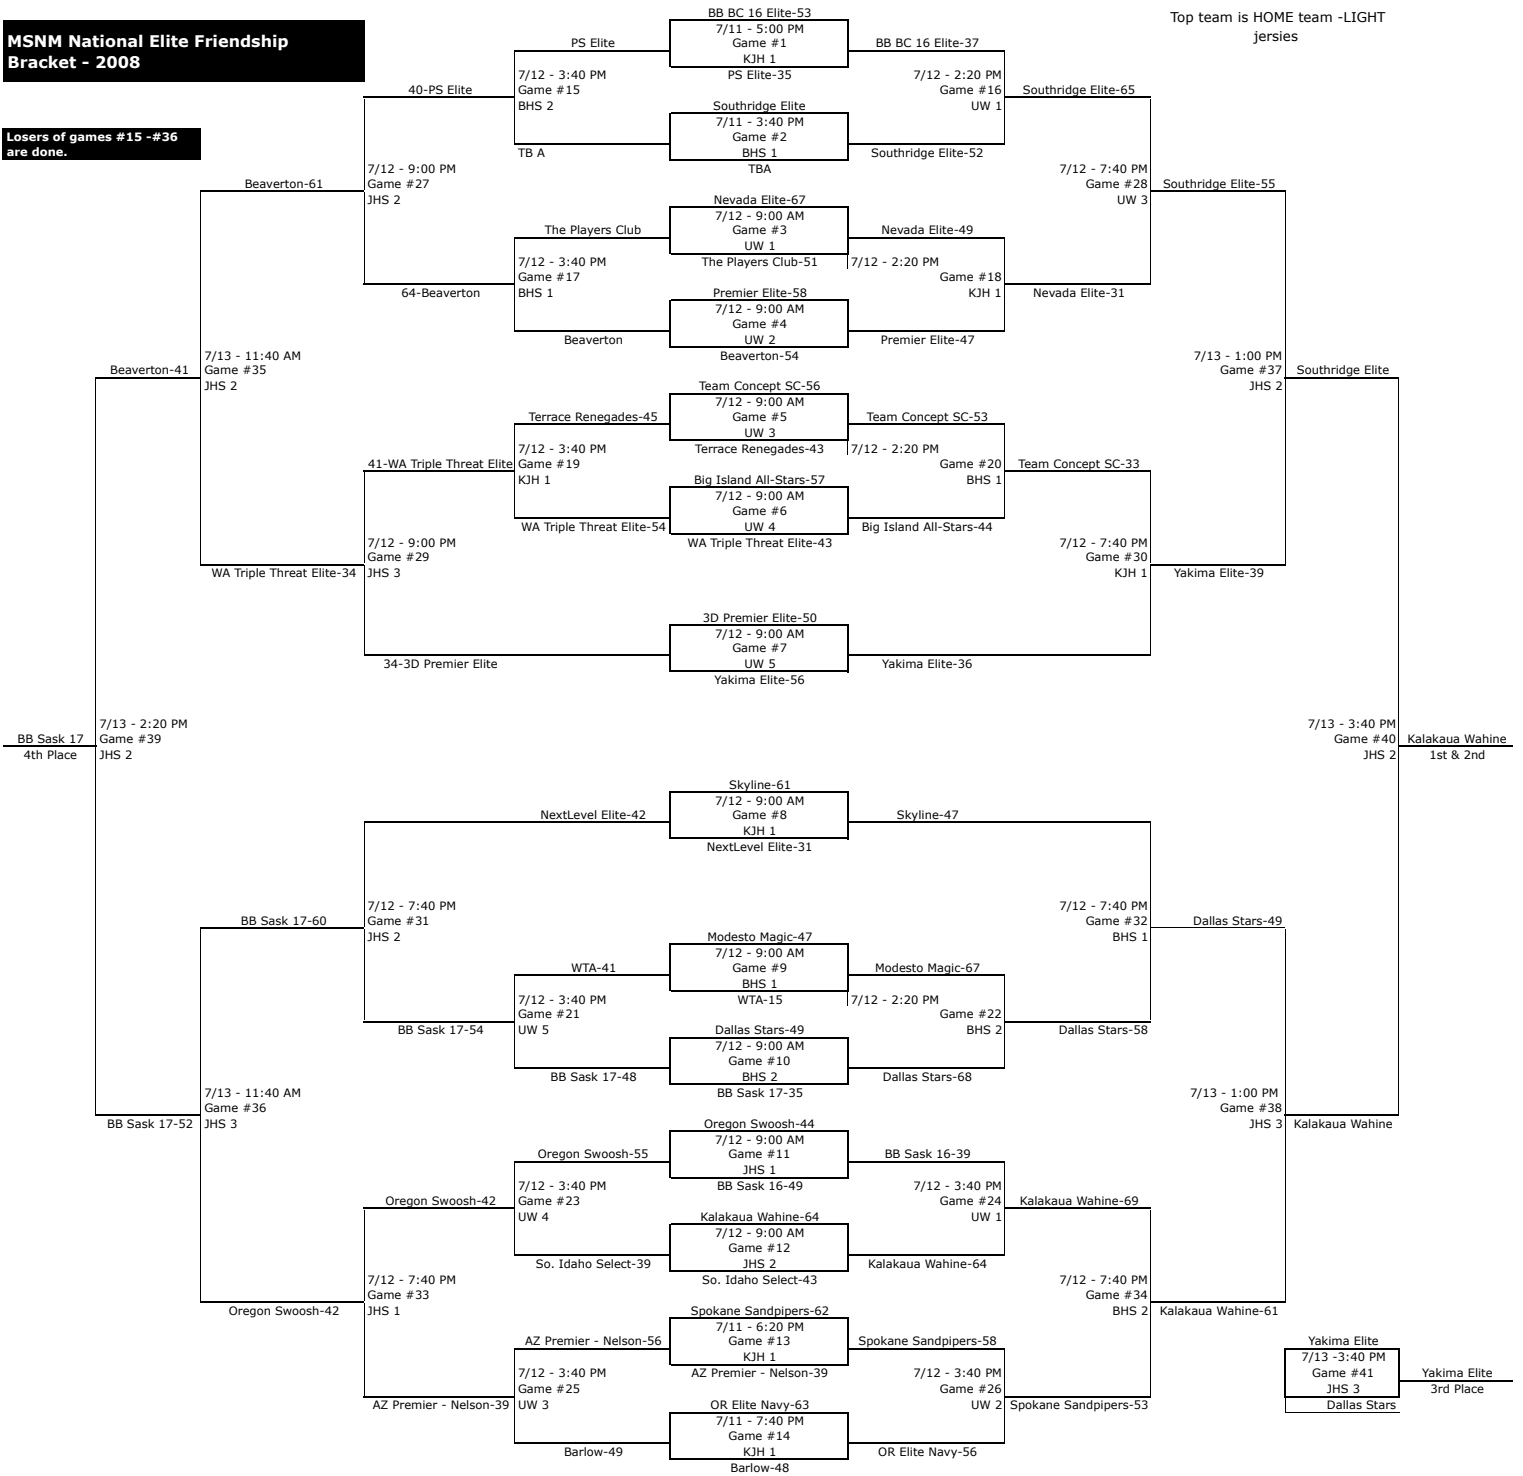 MSNM National Elite Friendship
Bracket - 2008
Losers of games #15 -#36
are done.
Top team is HOME team -LIGHT
jersies
BB BC 16 Elite-53
7/11 - 5:00 PM
Game #1
KJH 1
PS Elite-35
PS Elite
BB BC 16 Elite-37
7/12 - 3:40 PM
Game #15
BHS 2
7/12 - 2:20 PM
Game #16
UW 1
40-PS Elite
Southridge Elite-65
Southridge Elite
7/11 - 3:40 PM
Game #2
BHS 1
TBA
TB A
Southridge Elite-52
7/12 - 9:00 PM
Game #27
JHS 2
7/12 - 7:40 PM
Game #28
UW 3
Beaverton-61
Southridge Elite-55
Nevada Elite-67
7/12 - 9:00 AM
Game #3
UW 1
The Players Club-51
The Players Club
Nevada Elite-49
7/12 - 3:40 PM
Game #17
BHS 1
7/12 - 2:20 PM
Game #18
KJH 1
64-Beaverton
Nevada Elite-31
Premier Elite-58
7/12 - 9:00 AM
Game #4
UW 2
Beaverton-54
Beaverton
Premier Elite-47
7/13 - 11:40 AM
Game #35
JHS 2
7/13 - 1:00 PM
Game #37
JHS 2
Beaverton-41
Southridge Elite
Team Concept SC-56
7/12 - 9:00 AM
Game #5
UW 3
Terrace Renegades-43
Terrace Renegades-45
Team Concept SC-53
7/12 - 3:40 PM
Game #19
KJH 1
7/12 - 2:20 PM
Game #20
BHS 1
41-WA Triple Threat Elite
Team Concept SC-33
Big Island All-Stars-57
7/12 - 9:00 AM
Game #6
UW 4
WA Triple Threat Elite-43
WA Triple Threat Elite-54
Big Island All-Stars-44
7/12 - 9:00 PM
Game #29
JHS 3
7/12 - 7:40 PM
Game #30
KJH 1
WA Triple Threat Elite-34
Yakima Elite-39
3D Premier Elite-50
7/12 - 9:00 AM
Game #7
UW 5
Yakima Elite-56
34-3D Premier Elite
Yakima Elite-36
7/13 - 2:20 PM
Game #39
JHS 2
BB Sask 17
4th Place
7/13 - 3:40 PM
Game #40
JHS 2
Kalakaua Wahine
1st & 2nd
Skyline-61
7/12 - 9:00 AM
Game #8
KJH 1
NextLevel Elite-31
NextLevel Elite-42
Skyline-47
7/12 - 7:40 PM
Game #31
JHS 2
7/12 - 7:40 PM
Game #32
BHS 1
BB Sask 17-60
Dallas Stars-49
Modesto Magic-47
7/12 - 9:00 AM
Game #9
BHS 1
WTA-15
WTA-41
Modesto Magic-67
7/12 - 3:40 PM
Game #21
UW 5
7/12 - 2:20 PM
Game #22
BHS 2
BB Sask 17-54
Dallas Stars-58
Dallas Stars-49
7/12 - 9:00 AM
Game #10
BHS 2
BB Sask 17-35
BB Sask 17-48
Dallas Stars-68
7/13 - 11:40 AM
Game #36
JHS 3
7/13 - 1:00 PM
Game #38
JHS 3
BB Sask 17-52
Kalakaua Wahine
Oregon Swoosh-44
7/12 - 9:00 AM
Game #11
JHS 1
BB Sask 16-49
Oregon Swoosh-55
BB Sask 16-39
7/12 - 3:40 PM
Game #23
UW 4
7/12 - 3:40 PM
Game #24
UW 1
Oregon Swoosh-42
Kalakaua Wahine-69
Kalakaua Wahine-64
7/12 - 9:00 AM
Game #12
JHS 2
So. Idaho Select-43
So. Idaho Select-39
Kalakaua Wahine-64
7/12 - 7:40 PM
Game #33
JHS 1
7/12 - 7:40 PM
Game #34
BHS 2
Oregon Swoosh-42
Kalakaua Wahine-61
Spokane Sandpipers-62
7/11 - 6:20 PM
Game #13
KJH 1
AZ Premier - Nelson-39
AZ Premier - Nelson-56
Spokane Sandpipers-58
7/12 - 3:40 PM
Game #25
UW 3
7/12 - 3:40 PM
Game #26
UW 2
AZ Premier - Nelson-39
Spokane Sandpipers-53
OR Elite Navy-63
7/11 - 7:40 PM
Game #14
KJH 1
Barlow-48
Barlow-49
OR Elite Navy-56
Yakima Elite
7/13 -3:40 PM
Game #41
JHS 3
Dallas Stars
Yakima Elite
3rd Place